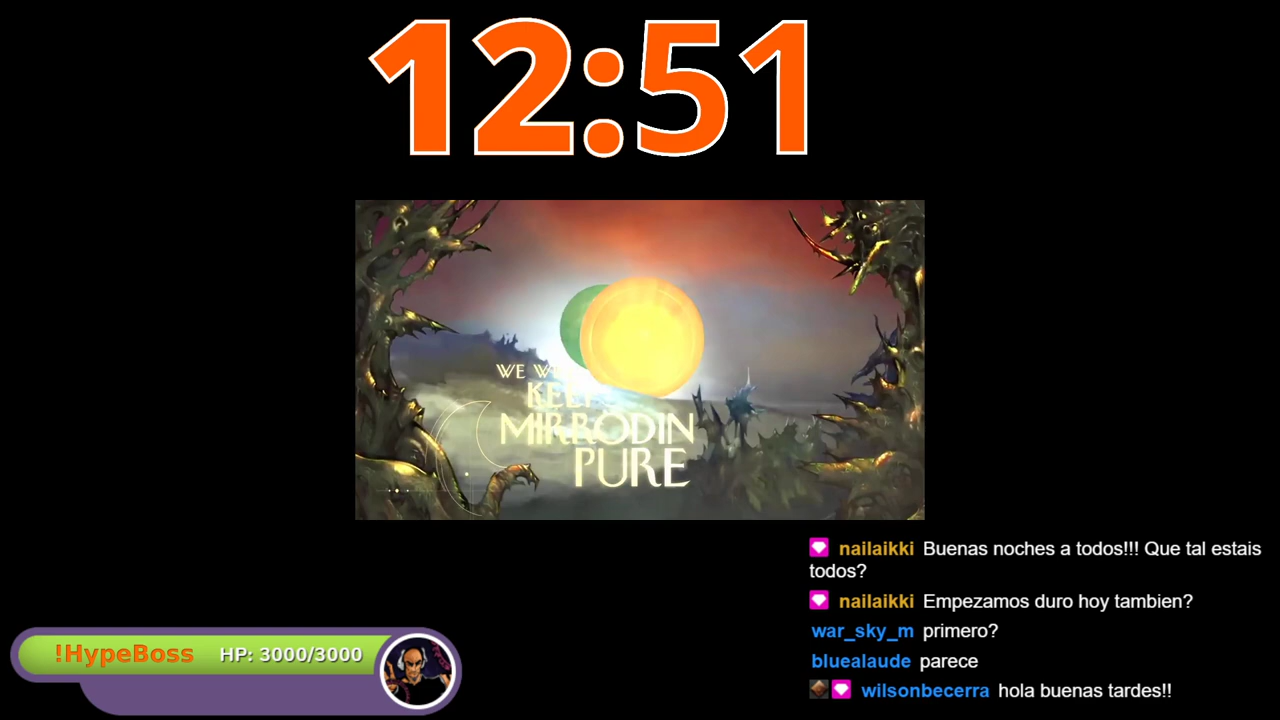 12:51
WE W
KEEP
MIRRODIN
PURE
nailaikki Buenas noches a todos!!! Que tal estais
todos?
nailaikki Empezamos duro hoy tambien?
war_sky_m primero?
bluealaude parece
wilsonbecerra hola buenas tardes!!
!HypeBoss HP: 3000/3000